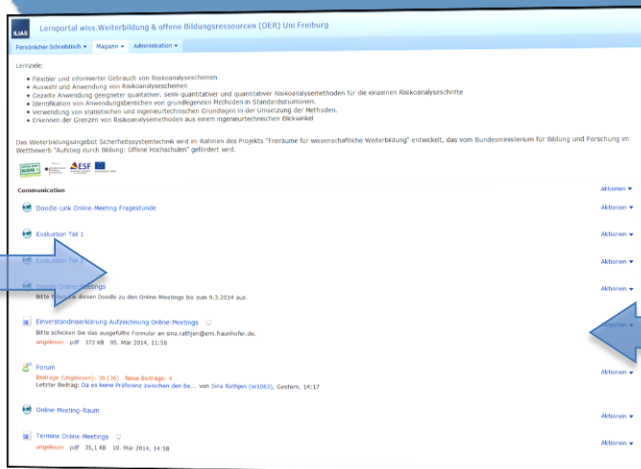 ILIAS
Lernportal wiss.Weiterbildung & offene Bildungsressourcen (OER) Uni Freiburg
Persönlicher Schreibtisch Magazin Administration
Lernziele:
Flexibler und informierter Gebrauch von Risikoanalyseschemen
Auswahl und Anwendung von Risikoanalyseschemen
Gezielte Anwendung geeigneter qualitativer, semi-quantitativer und quantitativer Risikoanalysemethoden für die einzelnen Risikoanalyseschritte
Identifikation von Anwendungsbereichen von grundlegenden Methoden in Standardsituationen.
Verwendung von statistischen und ingenieurtechnischen Grundlagen in der Umsetzung der Methoden.
Erkennen der Grenzen von Risikoanalysemethoden aus einem ingenieurtechnischen Blickwinkel
Das Weiterbildungsangebot Sicherheitssystemtechnik wird im Rahmen des Projekts "Freiräume für wissenschaftliche Weiterbildung" entwickelt, das vom Bundesministerium für Bildung und Forschung im
Wettbewerb "Aufstieg durch Bildung: Offene Hochschulen" gefördert wird.
ESF
Communication Aktionen
Doodle-Link Online-Meeting Fragestunde Aktionen
Evaluation Teil 1 Aktionen
Evaluation Aktionen
Doodle Online-Meetings Aktionen
Bitte diesen Doodle zu den Online-Meetings bis zum 9.3.2014 aus.
Einverständniserklärung Aufzeichnung Online-Meetings Aktionen
Bitte schicken Sie das ausgefüllte Formular an sina.rathjen@emi.fraunhofer.de.
ungelesen pdf 372 KB 05. Mär 2014, 11:58
Forum Aktionen
Beiträge (Ungelesen): 36 (36) Neue Beiträge: 4
Letzter Beitrag: Da es keine Präferenz zwischen den be... von Sina Rathjen (sr1063), Gestern, 14:17
Online-Meeting-Raum Aktionen
Termine Online-Meetings Aktionen
ungelesen pdf 35,1 KB 10. Mär 2014, 14:58